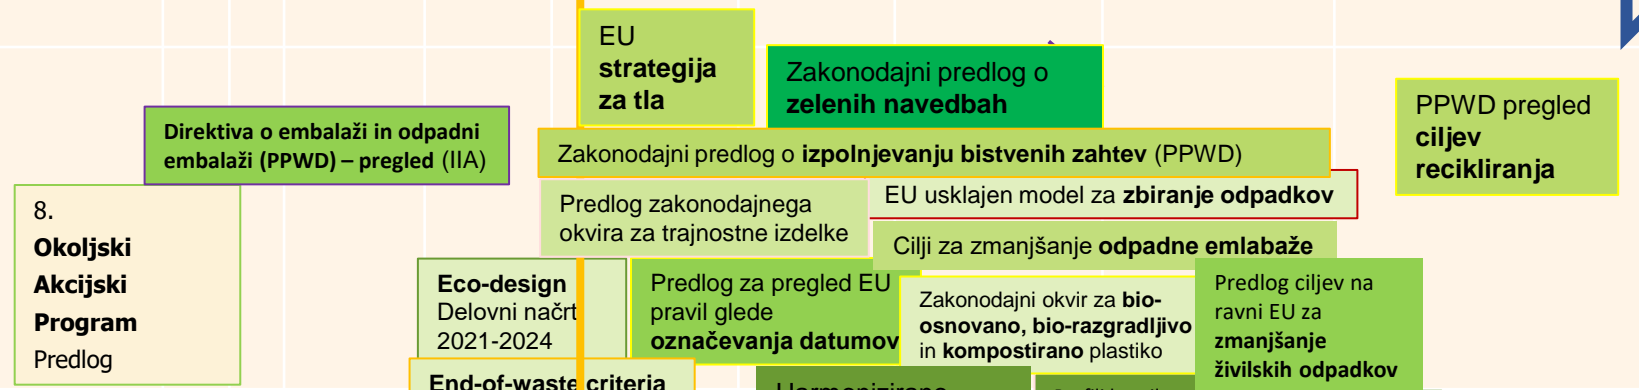 EU
strategija
za tla
Zakonodajni predlog o
zelenih navedbah
PPWD pregled
ciljev
recikliranja
Direktiva o embalaži in odpadni
embalaži (PPWD) – pregled (IIA)
Zakonodajni predlog o izpolnjevanju bistvenih zahtev (PPWD)
8.
Okoljski
Akcijski
Program
Predlog
Predlog zakonodajnega
okvira za trajnostne izdelke
EU usklajen model za zbiranje odpadkov
Cilji za zmanjšanje odpadne emlabaže
Eco-design
Delovni načrt
2021-2024
Predlog za pregled EU
pravil glede
označevanja datumov
Zakonodajni okvir za bio-
osnovano, bio-razgradljivo
in kompostirano plastiko
Predlog ciljev na
ravni EU za
zmanjšanje
živilskih odpadkov
End-of-waste criteria
Harmonizirano